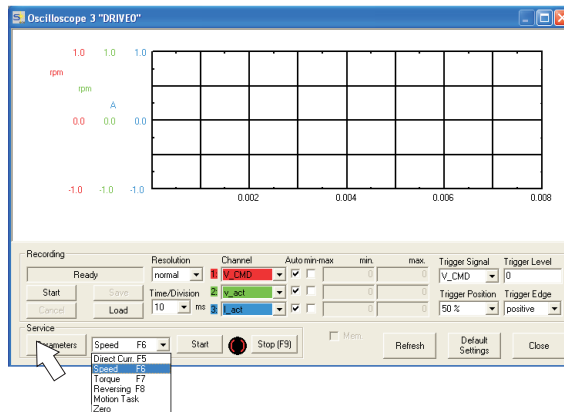 Oscilloscope 3 "DRIVE0"
1.0 1.0 1.0
rpm
rpm
A
0.0 0.0 0.0
-1.0 -1.0 -1.0
0.002 0.004 0.006 0.008
Recording
Resolution Channel Auto min-max min. max. Trigger Signal Trigger Level
Ready normal 1: V_CMD 0 0 V_CMD 0
Start Save Time/Division 2: v_act 0 0 Trigger Position Trigger Edge
Cancel Load 10 ms 3: I_act 0 0 50 % positive
Service
Parameters Speed F6 Start Stop (F9) Mem. Refresh Default Settings Close
Direct Curr. F5
Speed F6
Torque F7
Reversing F8
Motion Task
Zero